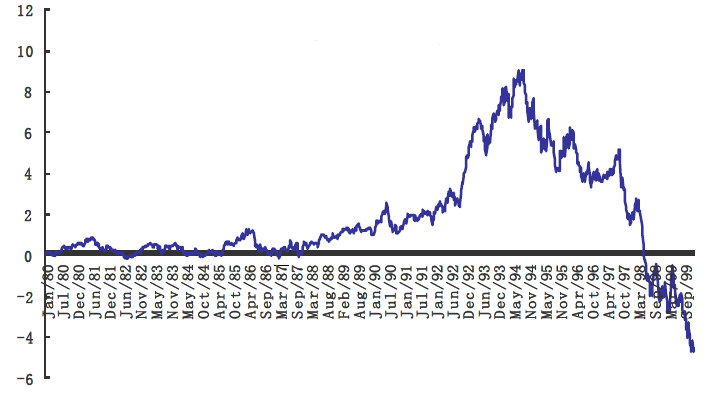 12
10
8
6
4
2
0
-2
-4
-6
Jan/80
Jul/80
Dec/80
Jun/81
Dec/81
Jun/82
Nov/82
May/83
Nov/83
May/84
Oct/84
Apr/85
Oct/85
Apr/86
Sep/86
Mar/87
Sep/87
Mar/88
Aug/88
Feb/89
Aug/89
Jan/90
Jul/90
Jan/91
Jul/91
Dec/91
Jun/92
Dec/92
Jun/93
Nov/93
May/94
Nov/94
May/95
Nov/95
Apr/96
Oct/96
Apr/97
Oct/97
Mar/98
Sep/99